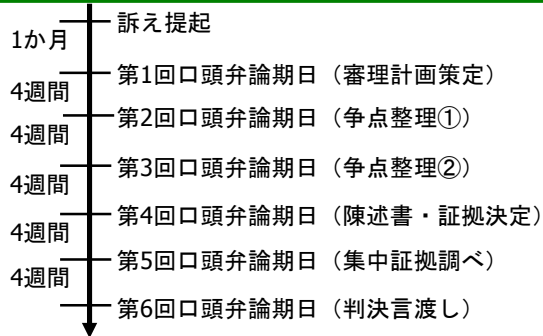 訴え提起
1か月
第1回口頭弁論期日（審理計画策定）
4週間
第2回口頭弁論期日（争点整理①）
4週間
第3回口頭弁論期日（争点整理②）
4週間
第4回口頭弁論期日（陳述書・証拠決定）
4週間
第5回口頭弁論期日（集中証拠調べ）
4週間
第6回口頭弁論期日（判決言渡し）